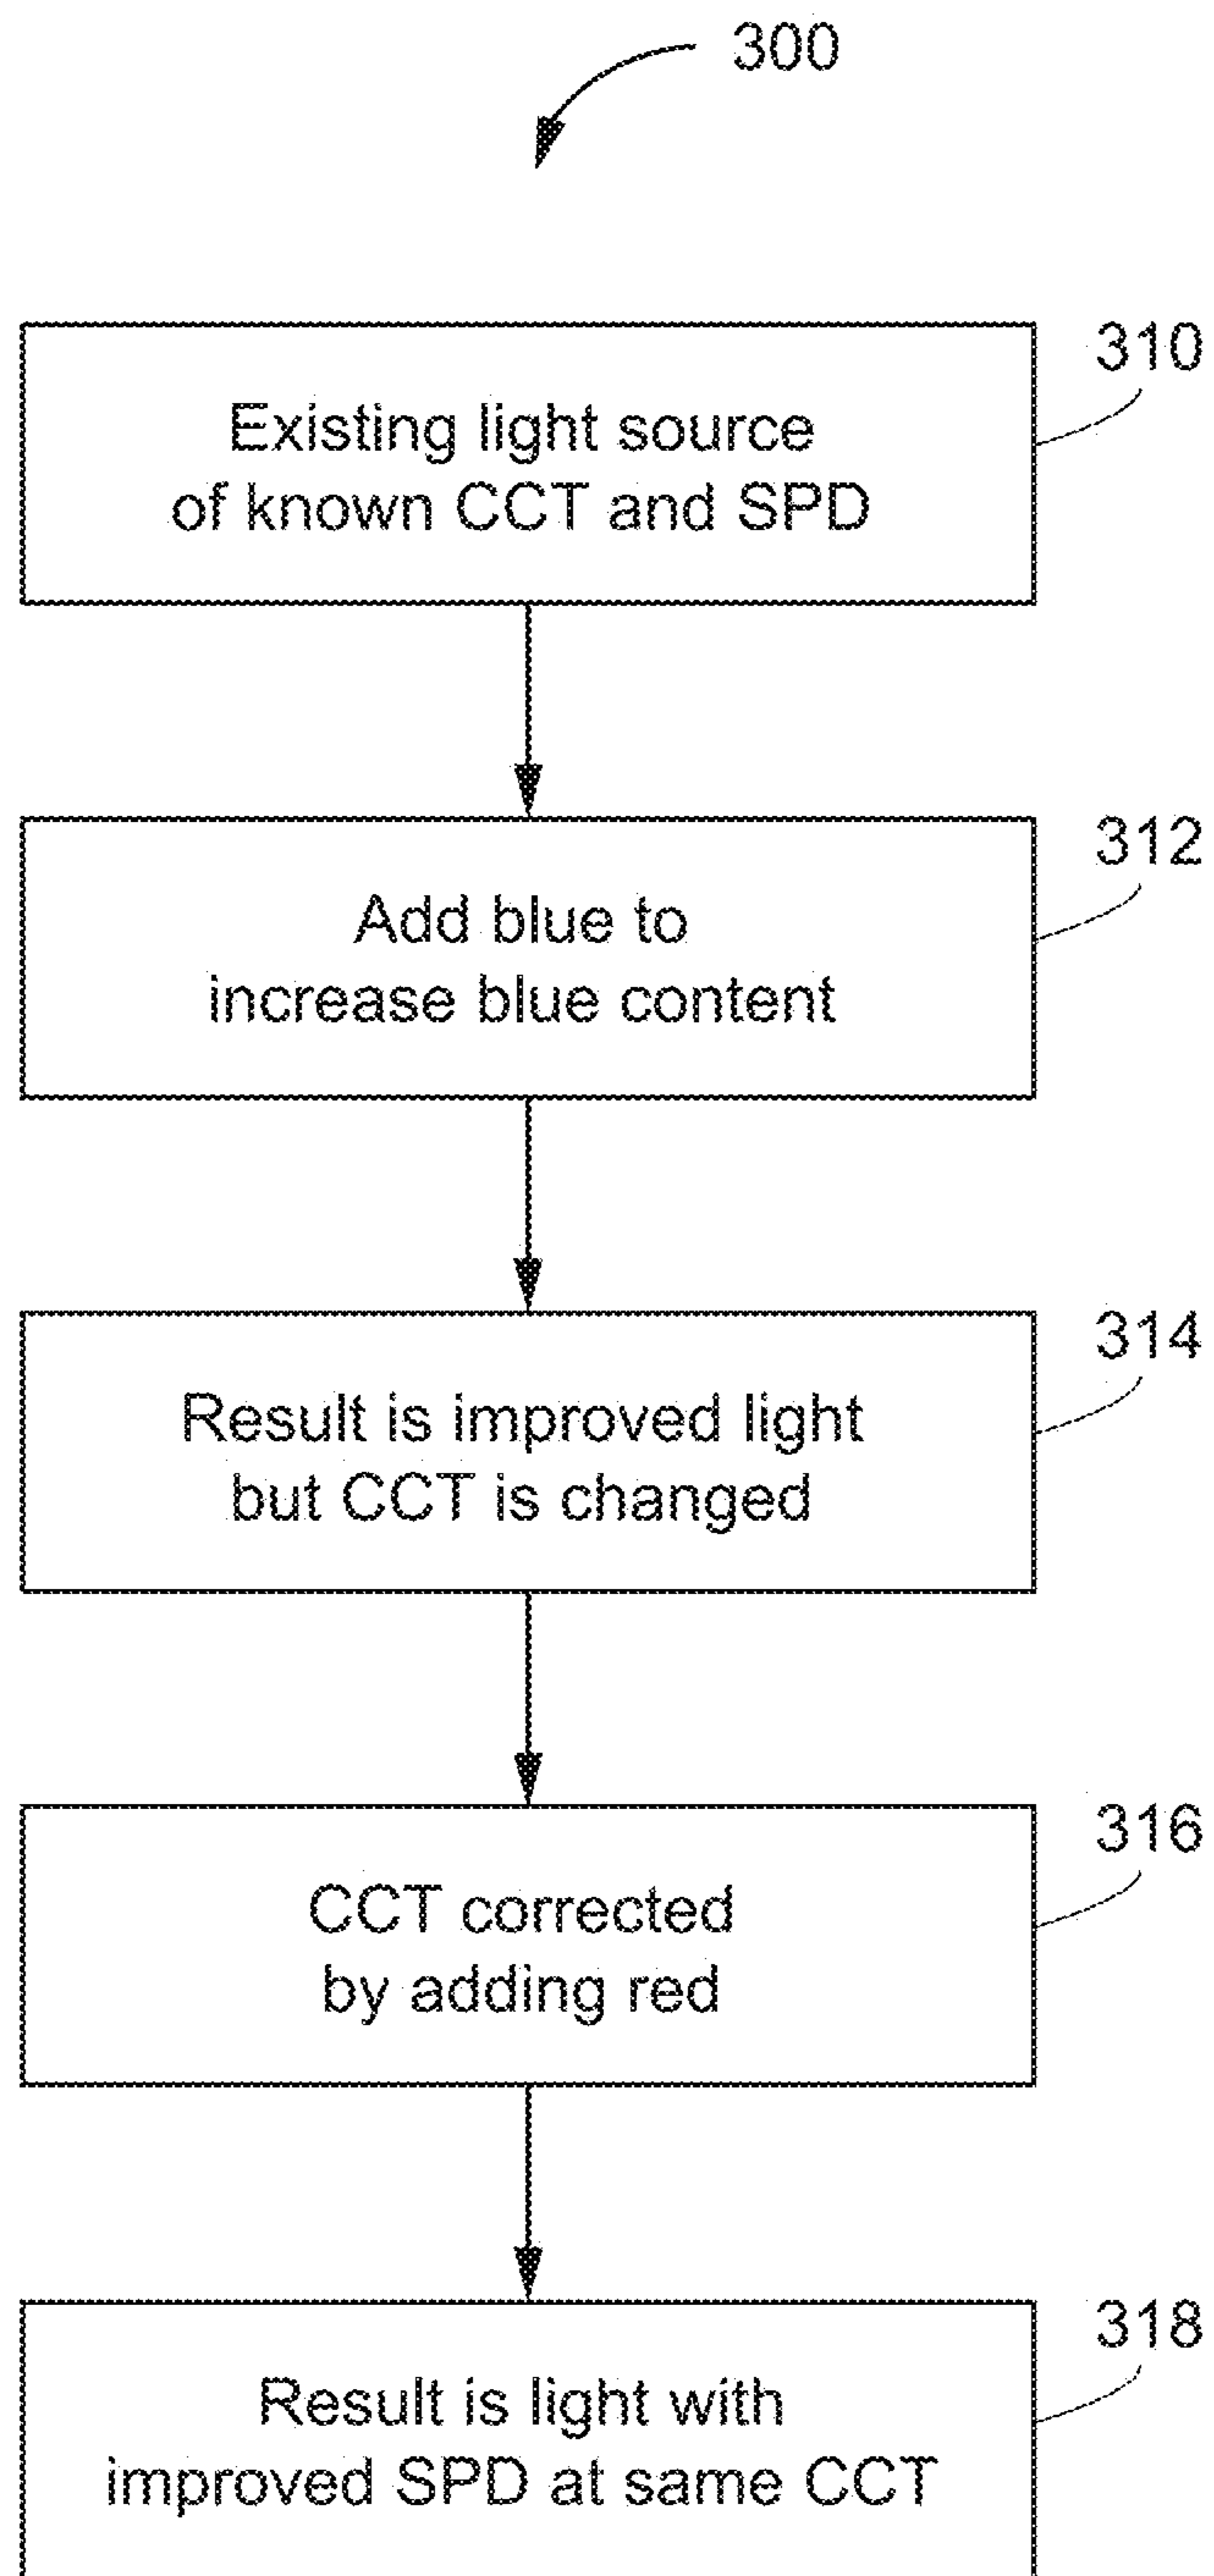 300
310
Existing light source
of known CCT and SPD
312
Add blue to
increase blue content
314
Result is improved light
but CCT is changed
316
CCT corrected
by adding red
318
Result is light with
improved SPD at same CCT